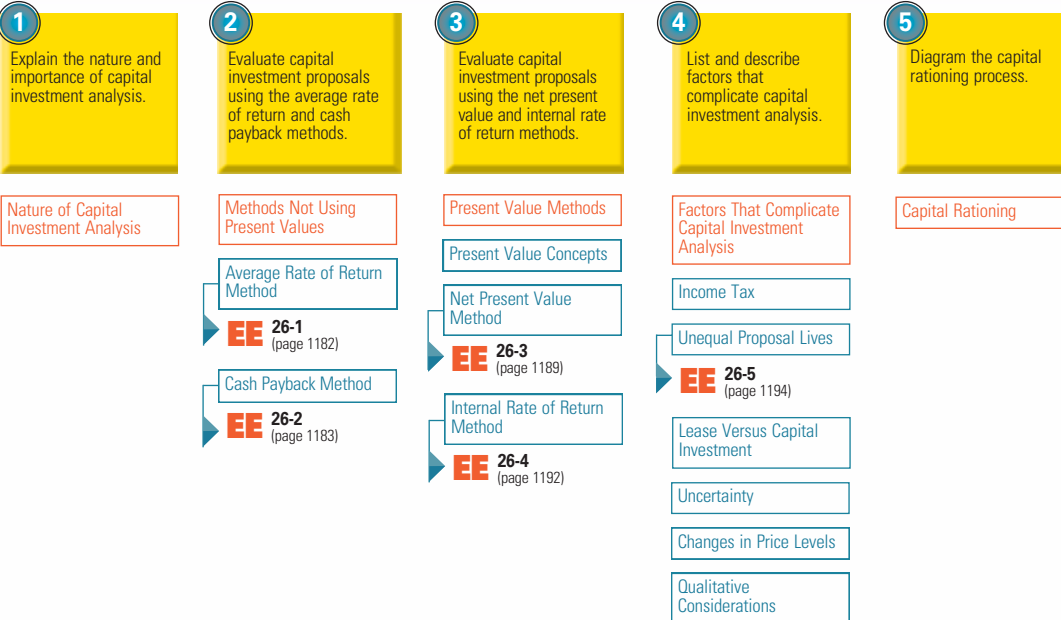 1
Explain the nature and
importance of capital
investment analysis.
Nature of Capital
Investment Analysis
2
Evaluate capital
investment proposals
using the average rate
of return and cash
payback methods.
Methods Not Using
Present Values
Average Rate of Return
Method
EE 26-1
(page 1182)
Cash Payback Method
EE 26-2
(page 1183)
3
Evaluate capital
investment proposals
using the net present
value and internal rate
of return methods.
Present Value Methods
Present Value Concepts
Net Present Value
Method
EE 26-3
(page 1189)
Internal Rate of Return
Method
EE 26-4
(page 1192)
4
List and describe
factors that
complicate capital
investment analysis.
Factors That Complicate
Capital Investment
Analysis
Income Tax
Unequal Proposal Lives
EE 26-5
(page 1194)
Lease Versus Capital
Investment
Uncertainty
Changes in Price Levels
Qualitative
Considerations
5
Diagram the capital
rationing process.
Capital Rationing